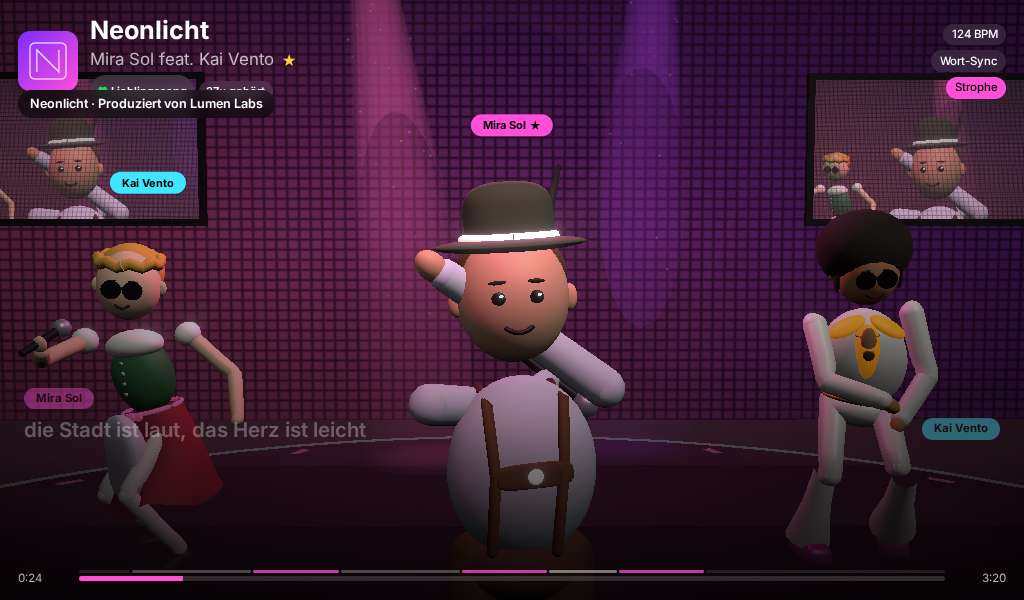 Neonlicht
Mira Sol feat. Kai Vento ★
Neonlicht · Produziert von Lumen Labs
124 BPM
Wort-Sync
Strophe
Mira Sol ★
Kai Vento
Mira Sol
die Stadt ist laut, das Herz ist leicht
Kai Vento
0:24
3:20